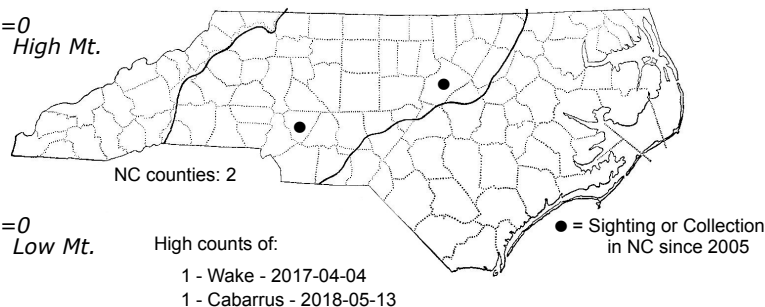 =0
High Mt.
NC counties: 2
=0
Low Mt.
High counts of:
1 - Wake - 2017-04-04
1 - Cabarrus - 2018-05-13
● = Sighting or Collection
in NC since 2005